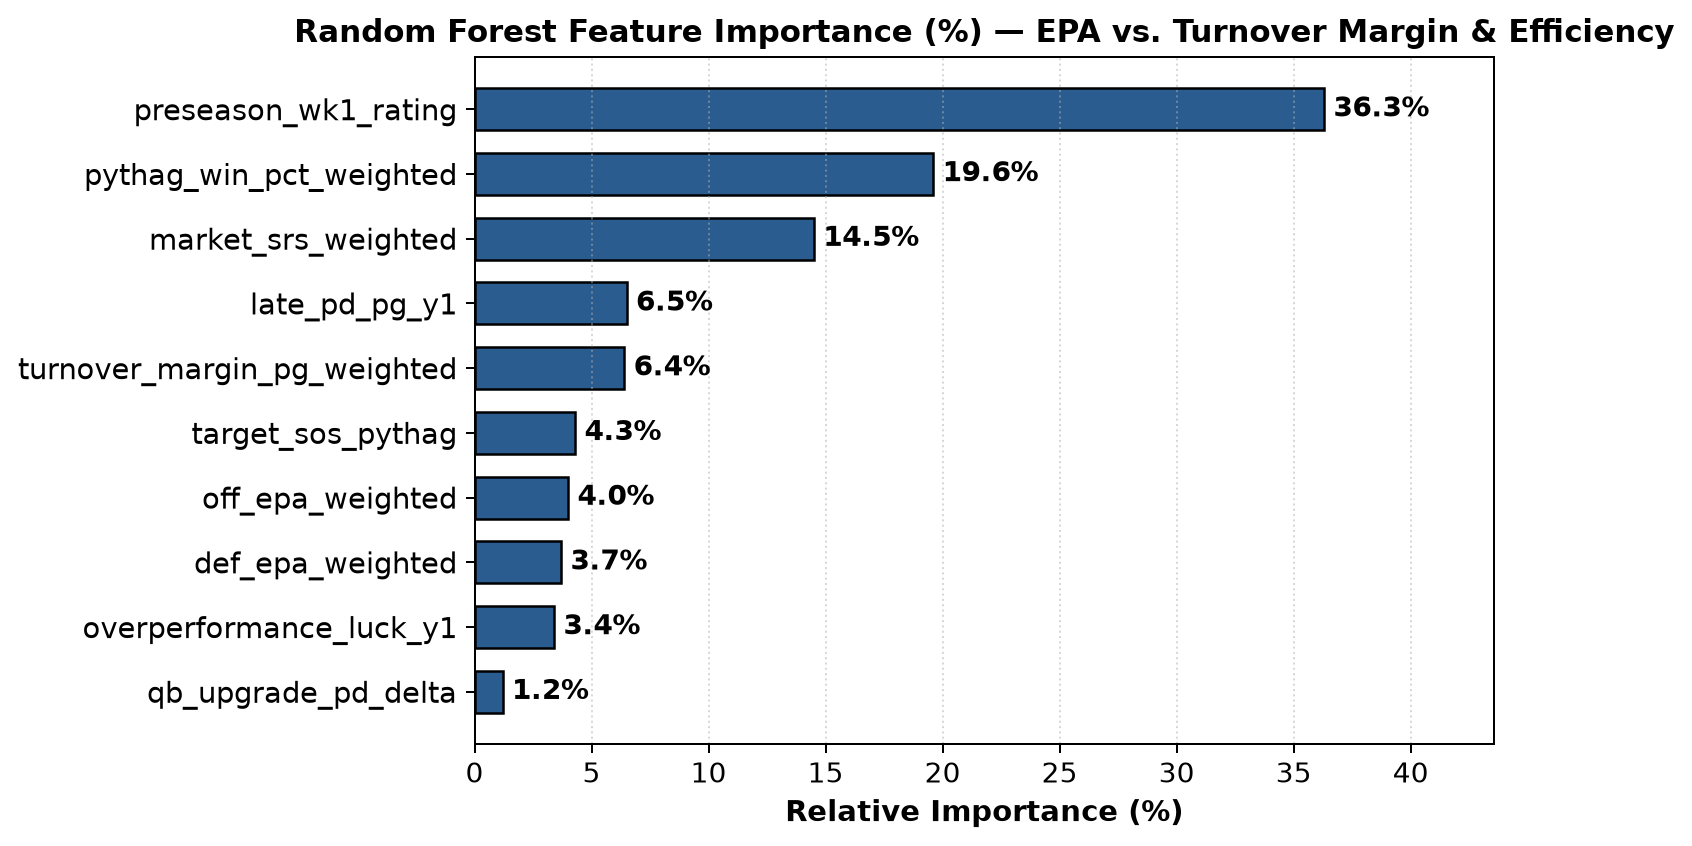 Random Forest Feature Importance (%) — EPA vs. Turnover Margin & Efficiency
preseason_wk1_rating 36.3%
pythag_win_pct_weighted 19.6%
market_srs_weighted 14.5%
late_pd_pg_y1 6.5%
turnover_margin_pg_weighted 6.4%
target_sos_pythag 4.3%
off_epa_weighted 4.0%
def_epa_weighted 3.7%
overperformance_luck_y1 3.4%
qb_upgrade_pd_delta 1.2%
0 5 10 15 20 25 30 35 40
Relative Importance (%)